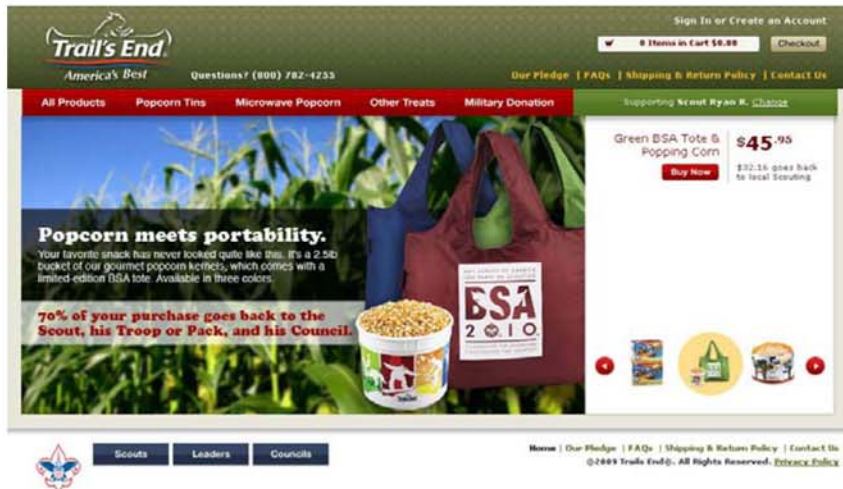 Sign In or Create an Account
Trail's End®
America's Best
Questions? (800) 782-4255
0 Items in Cart $0.00
Checkout
Our Pledge | FAQs | Shipping & Return Policy | Contact Us
All Products
Popcorn Tins
Microwave Popcorn
Other Treats
Military Donation
Supporting Scout Ryan R. Change
Green BSA Tote &
Popping Corn
$45.95
Buy Now
$32.16 goes back
to local Scouting
Popcorn meets portability.
Your favorite snack has never looked quite like this. It's a 2.5lb
bucket of our gourmet popcorn kernels, which comes with a
limited-edition BSA tote. Available in three colors.
70% of your purchase goes back to the
Scout, his Troop or Pack, and his Council.
BSA
2010
Scouts
Leaders
Councils
Home | Our Pledge | FAQs | Shipping & Return Policy | Contact Us
©2009 Trails End®. All Rights Reserved. Privacy Policy